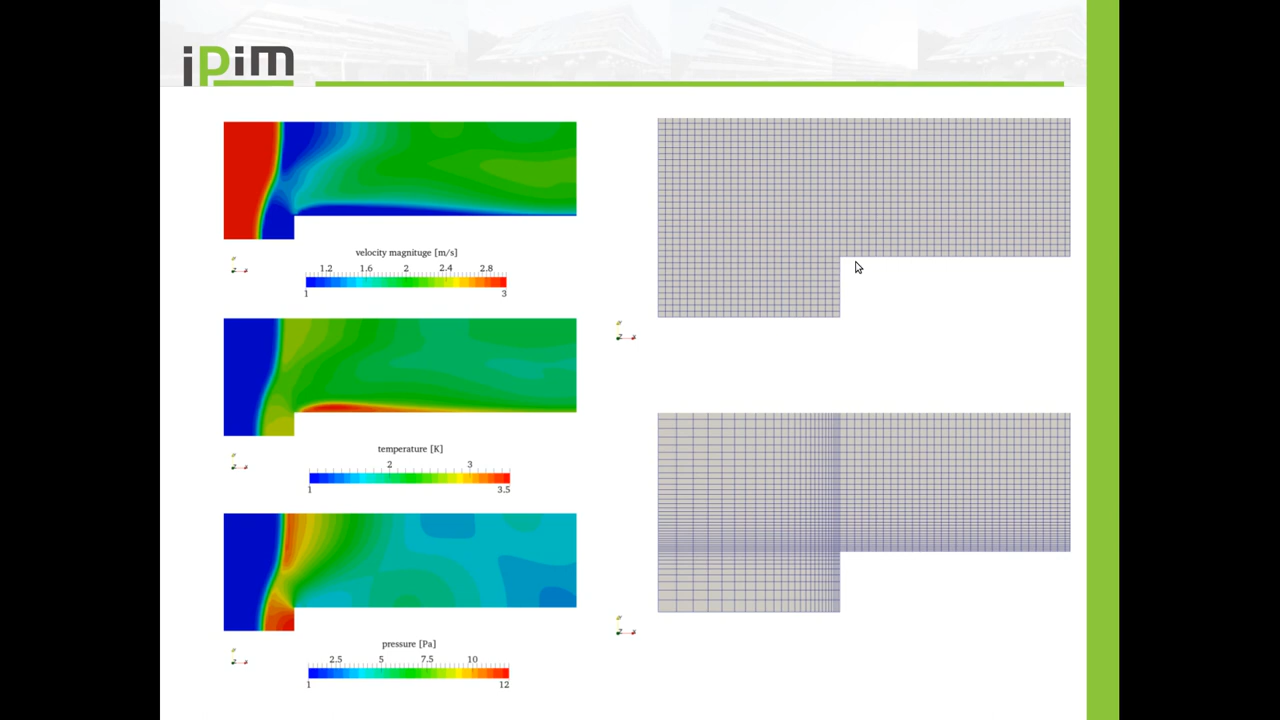 ipim
velocity magnituge [m/s]
1.2 1.6 2 2.4 2.8
1 3
temperature [K]
2 3
1 3.5
pressure [Pa]
2.5 5 7.5 10
1 12